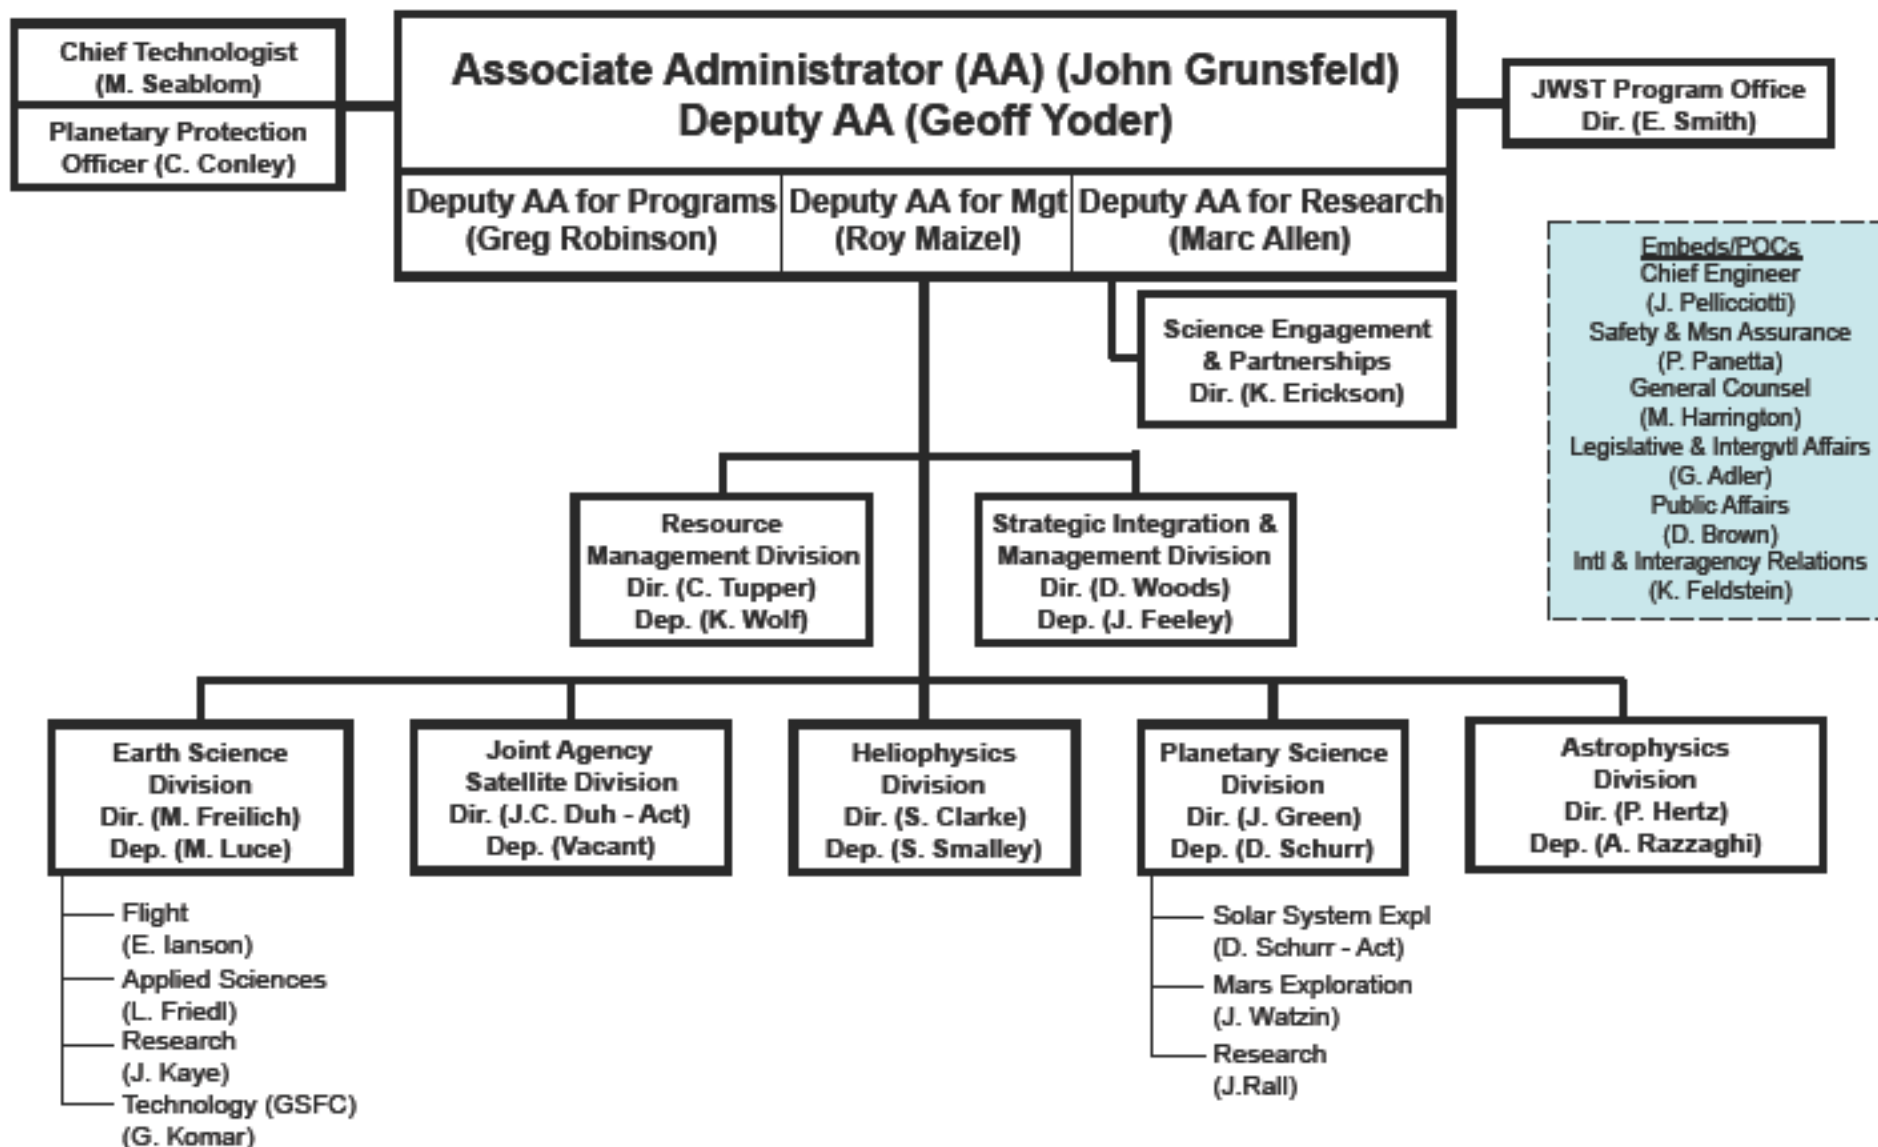 Chief Technologist
(M. Seablom)
Planetary Protection
Officer (C. Conley)
Associate Administrator (AA) (John Grunsfeld)
Deputy AA (Geoff Yoder)
Deputy AA for Programs
(Greg Robinson)
Deputy AA for Mgt
(Roy Maizel)
Deputy AA for Research
(Marc Allen)
JWST Program Office
Dir. (E. Smith)
Embeds/POCs
Chief Engineer
(J. Pellicciotti)
Safety & Msn Assurance
(P. Panetta)
General Counsel
(M. Harrington)
Legislative & Intergvtl Affairs
(G. Adler)
Public Affairs
(D. Brown)
Intl & Interagency Relations
(K. Feldstein)
Science Engagement
& Partnerships
Dir. (K. Erickson)
Resource
Management Division
Dir. (C. Tupper)
Dep. (K. Wolf)
Strategic Integration &
Management Division
Dir. (D. Woods)
Dep. (J. Feeley)
Earth Science
Division
Dir. (M. Freilich)
Dep. (M. Luce)
Flight
(E. Ianson)
Applied Sciences
(L. Friedl)
Research
(J. Kaye)
Technology (GSFC)
(G. Komar)
Joint Agency
Satellite Division
Dir. (J.C. Duh - Act)
Dep. (Vacant)
Heliophysics
Division
Dir. (S. Clarke)
Dep. (S. Smalley)
Planetary Science
Division
Dir. (J. Green)
Dep. (D. Schurr)
Solar System Expl
(D. Schurr - Act)
Mars Exploration
(J. Watzin)
Research
(J.Rall)
Astrophysics
Division
Dir. (P. Hertz)
Dep. (A. Razzaghi)